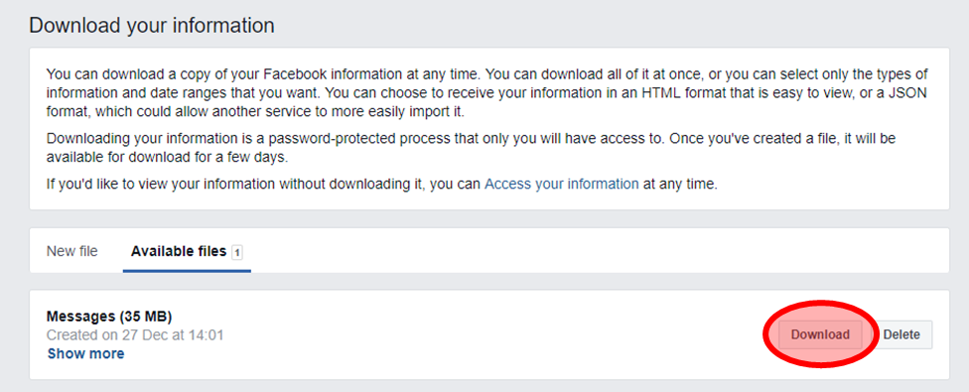 Download your information
You can download a copy of your Facebook information at any time. You can download all of it at once, or you can select only the types of
information and date ranges that you want. You can choose to receive your information in an HTML format that is easy to view, or a JSON
format, which could allow another service to more easily import it.
Downloading your information is a password-protected process that only you will have access to. Once you've created a file, it will be
available for download for a few days.
If you'd like to view your information without downloading it, you can Access your information at any time.
New file Available files 1
Messages (35 MB)
Created on 27 Dec at 14:01
Show more
Download Delete